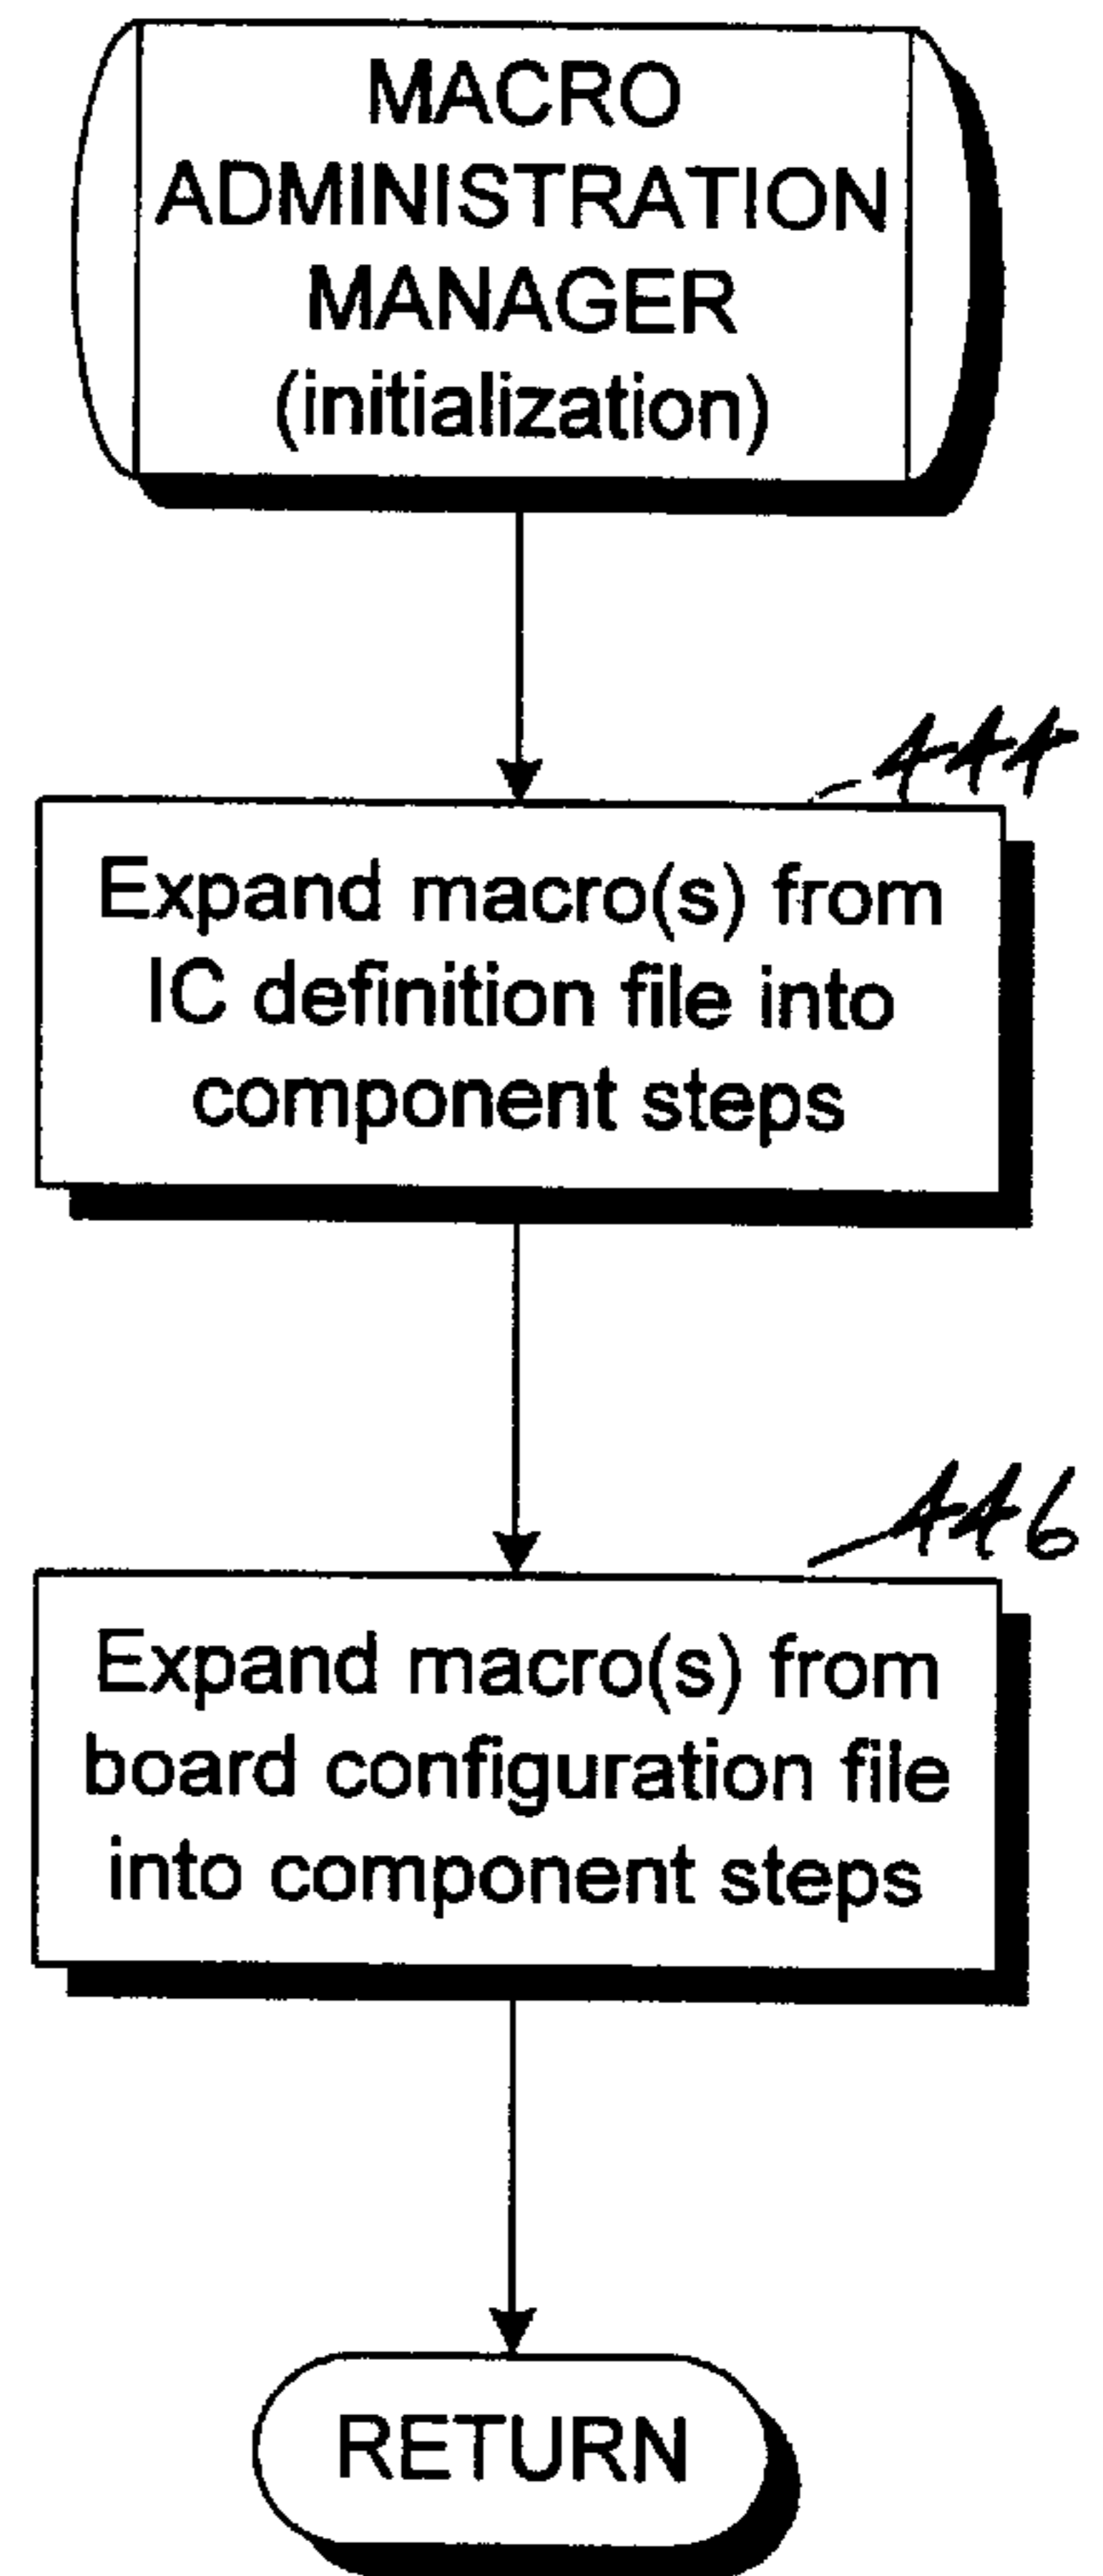 MACRO
ADMINISTRATION
MANAGER
(initialization)
444
Expand macro(s) from
IC definition file into
component steps
446
Expand macro(s) from
board configuration file
into component steps
RETURN